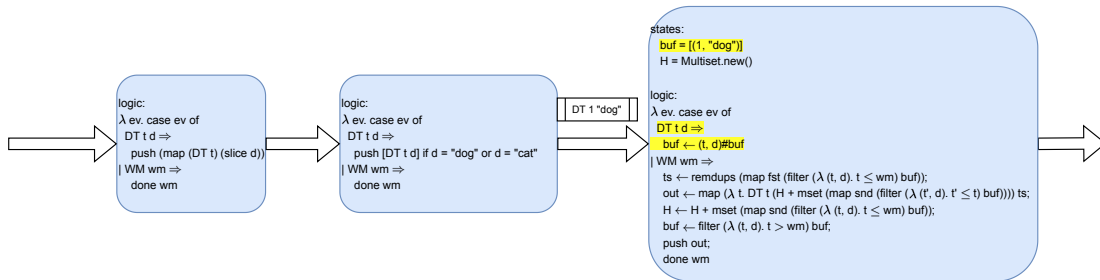 logic:
λ ev. case ev of
DT t d ⇒
push (map (DT t) (slice d))
| WM wm ⇒
done wm
logic:
λ ev. case ev of
DT t d ⇒
push [DT t d] if d = "dog" or d = "cat"
| WM wm ⇒
done wm
DT 1 "dog"
states:
buf = [(1, "dog")]
H = Multiset.new()
logic:
λ ev. case ev of
DT t d ⇒
buf ← (t, d)#buf
| WM wm ⇒
ts ← remdups (map fst (filter (λ (t, d). t ≤ wm) buf));
out ← map (λ t. DT t (H + mset (map snd (filter (λ (t', d). t' ≤ t) buf)))) ts;
H ← H + mset (map snd (filter (λ (t, d). t ≤ wm) buf));
buf ← filter (λ (t, d). t > wm) buf;
push out;
done wm